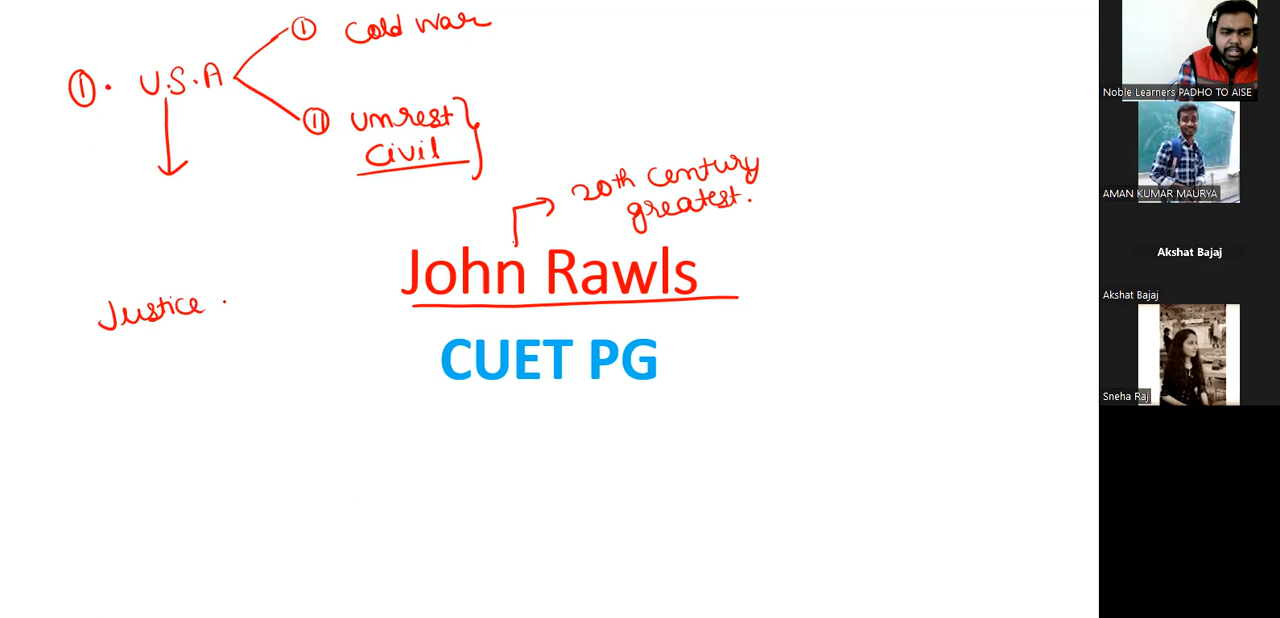 ① Cold War
①. U.S.A
② unrest
civil
20th century
greatest.
John Rawls
Justice .
CUET PG
Noble Learners PADHO TO AISE
AMAN KUMAR MAURYA
Akshat Bajaj
Akshat Bajaj
Sneha Raj